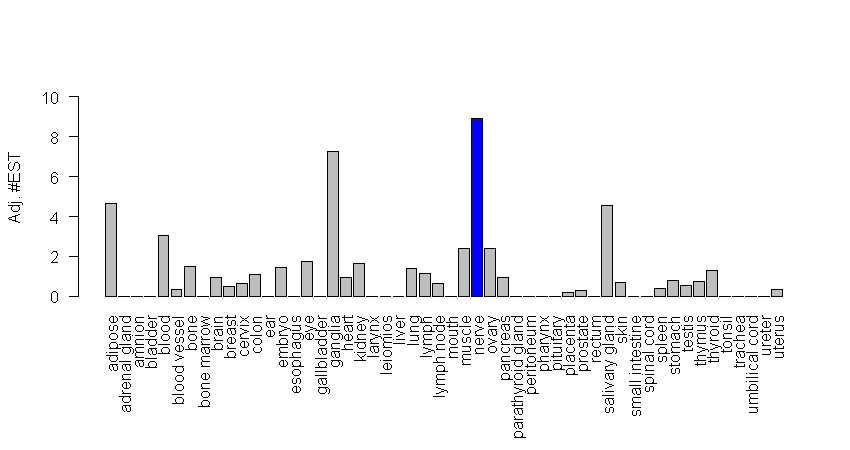 Adj. #EST
10
8
6
4
2
0
adipose
adrenal gland
amnion
bladder
blood
blood vessel
bone
bone marrow
brain
breast
cervix
colon
ear
embryo
esophagus
eye
gallbladder
ganglia
heart
kidney
larynx
leiomios
liver
lung
lymph
lymph node
mouth
muscle
nerve
ovary
pancreas
parathyroid gland
peritoneum
pharynx
pituitary
placenta
prostate
rectum
salivary gland
skin
small intestine
spinal cord
spleen
stomach
testis
thymus
thyroid
tonsil
trachea
umbilical cord
ureter
uterus